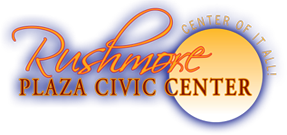 Rushmore
PLAZA CIVIC CENTER
CENTER OF IT ALL!